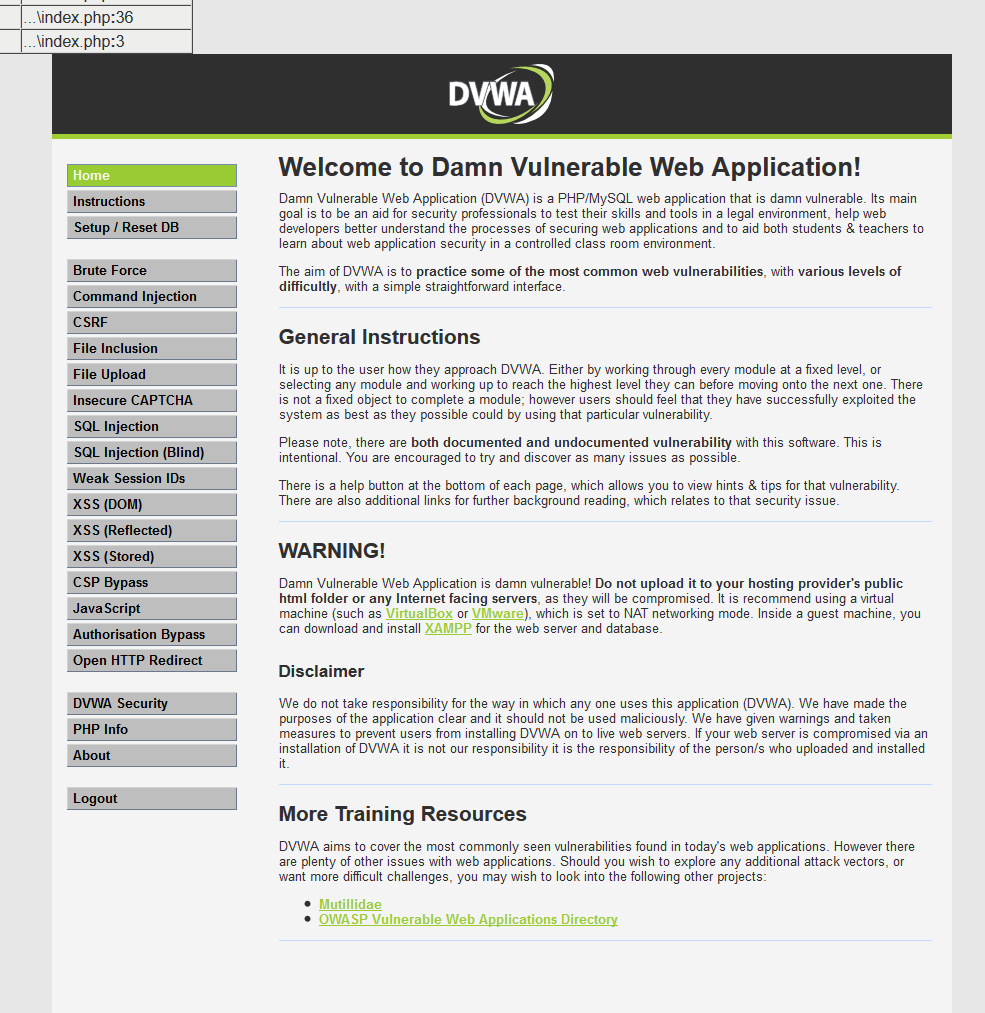 ...\index.php:36
...\index.php:3
DVWA
Home
Instructions
Setup / Reset DB
Brute Force
Command Injection
CSRF
File Inclusion
File Upload
Insecure CAPTCHA
SQL Injection
SQL Injection (Blind)
Weak Session IDs
XSS (DOM)
XSS (Reflected)
XSS (Stored)
CSP Bypass
JavaScript
Authorisation Bypass
Open HTTP Redirect
DVWA Security
PHP Info
About
Logout
Welcome to Damn Vulnerable Web Application!
Damn Vulnerable Web Application (DVWA) is a PHP/MySQL web application that is damn vulnerable. Its main
goal is to be an aid for security professionals to test their skills and tools in a legal environment, help web
developers better understand the processes of securing web applications and to aid both students & teachers to
learn about web application security in a controlled class room environment.
The aim of DVWA is to practice some of the most common web vulnerabilities, with various levels of
difficultly, with a simple straightforward interface.
General Instructions
It is up to the user how they approach DVWA. Either by working through every module at a fixed level, or
selecting any module and working up to reach the highest level they can before moving onto the next one. There
is not a fixed object to complete a module; however users should feel that they have successfully exploited the
system as best as they possible could by using that particular vulnerability.
Please note, there are both documented and undocumented vulnerability with this software. This is
intentional. You are encouraged to try and discover as many issues as possible.
There is a help button at the bottom of each page, which allows you to view hints & tips for that vulnerability.
There are also additional links for further background reading, which relates to that security issue.
WARNING!
Damn Vulnerable Web Application is damn vulnerable! Do not upload it to your hosting provider's public
html folder or any Internet facing servers, as they will be compromised. It is recommend using a virtual
machine (such as VirtualBox or VMware), which is set to NAT networking mode. Inside a guest machine, you
can download and install XAMPP for the web server and database.
Disclaimer
We do not take responsibility for the way in which any one uses this application (DVWA). We have made the
purposes of the application clear and it should not be used maliciously. We have given warnings and taken
measures to prevent users from installing DVWA on to live web servers. If your web server is compromised via an
installation of DVWA it is not our responsibility it is the responsibility of the person/s who uploaded and installed
it.
More Training Resources
DVWA aims to cover the most commonly seen vulnerabilities found in today's web applications. However there
are plenty of other issues with web applications. Should you wish to explore any additional attack vectors, or
want more difficult challenges, you may wish to look into the following other projects:
Mutillidae
OWASP Vulnerable Web Applications Directory